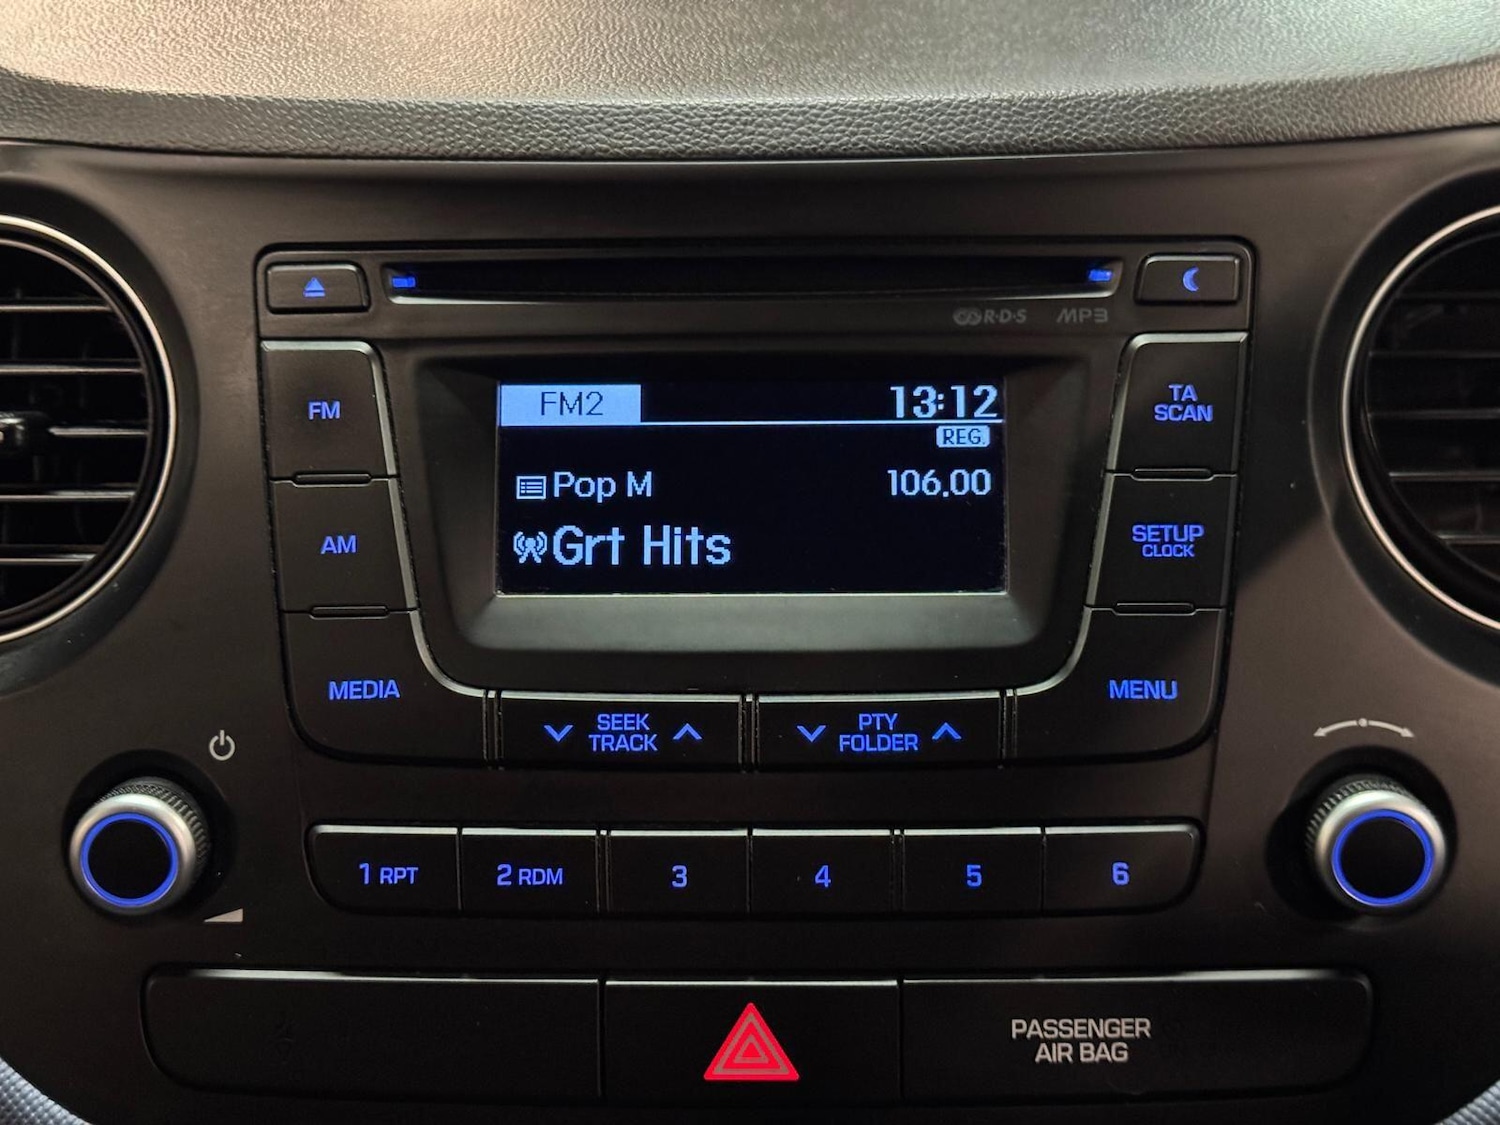 R·D·S MP3
FM2 13:12
REG.
Pop M 106.00
Grt Hits
FM
AM
MEDIA
TA
SCAN
SETUP
CLOCK
MENU
SEEK
TRACK
PTY
FOLDER
1 RPT 2 RDM 3 4 5 6
PASSENGER
AIR BAG